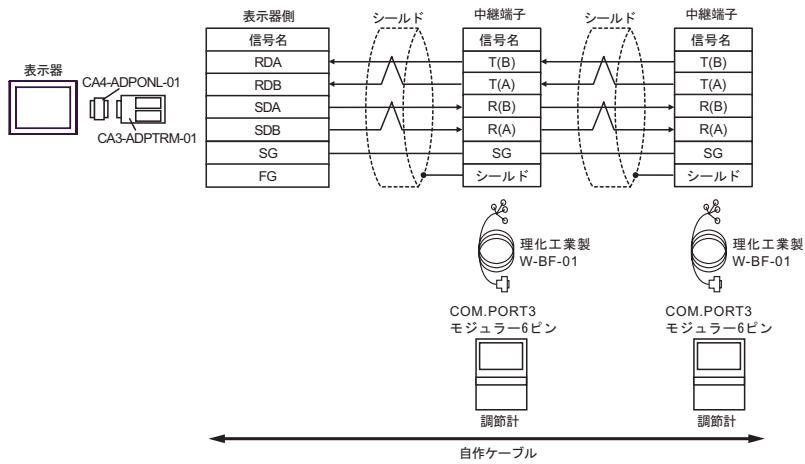 表示器側
シールド
中継端子
シールド
中継端子
表示器
CA4-ADPONL-01
CA3-ADPTRM-01
信号名
RDA
RDB
SDA
SDB
SG
FG
信号名
T(B)
T(A)
R(B)
R(A)
SG
シールド
信号名
T(B)
T(A)
R(B)
R(A)
SG
シールド
理化工業製
W-BF-01
理化工業製
W-BF-01
COM.PORT3
モジュラー6ピン
COM.PORT3
モジュラー6ピン
調節計
調節計
自作ケーブル